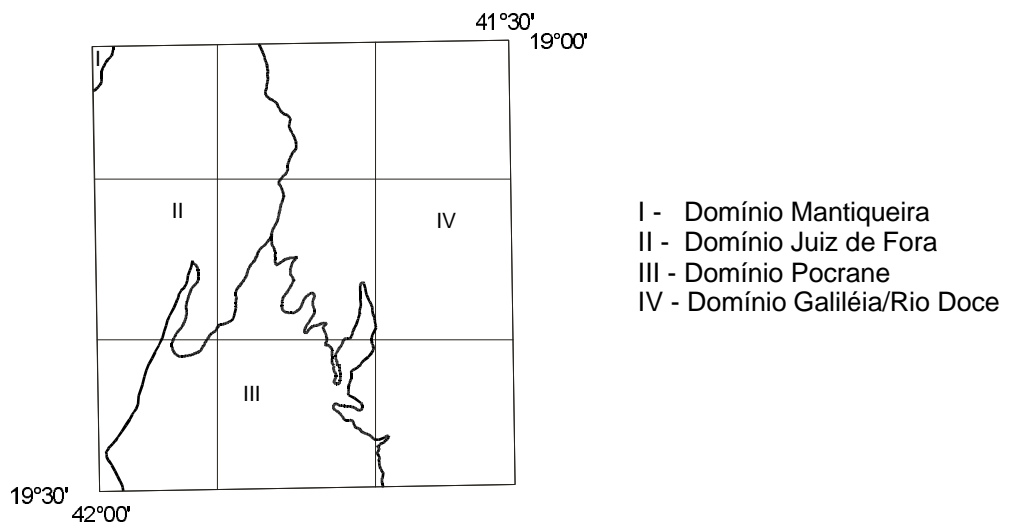 41°30'
19°00'
I
II
IV
III
19°30'
42°00'
I - Domínio Mantiqueira
II - Domínio Juiz de Fora
III - Domínio Pocrane
IV - Domínio Galiléia/Rio Doce